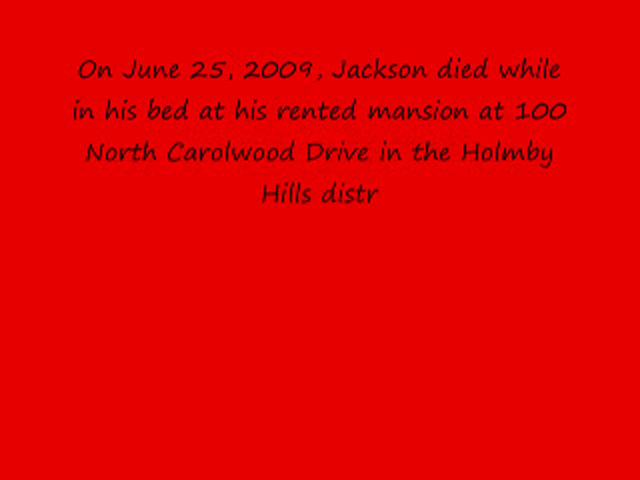 On June 25, 2009, Jackson died while
in his bed at his rented mansion at 100
North Carolwood Drive in the Holmby
Hills distr